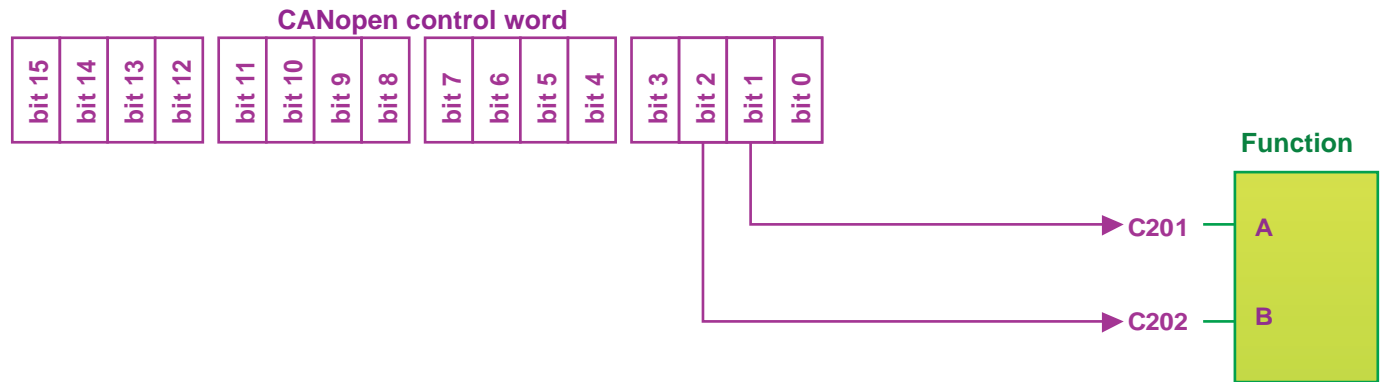 CANopen control word
bit 15 bit 14 bit 13 bit 12 bit 11 bit 10 bit 9 bit 8 bit 7 bit 6 bit 5 bit 4 bit 3 bit 2 bit 1 bit 0
Function
C201 A
C202 B